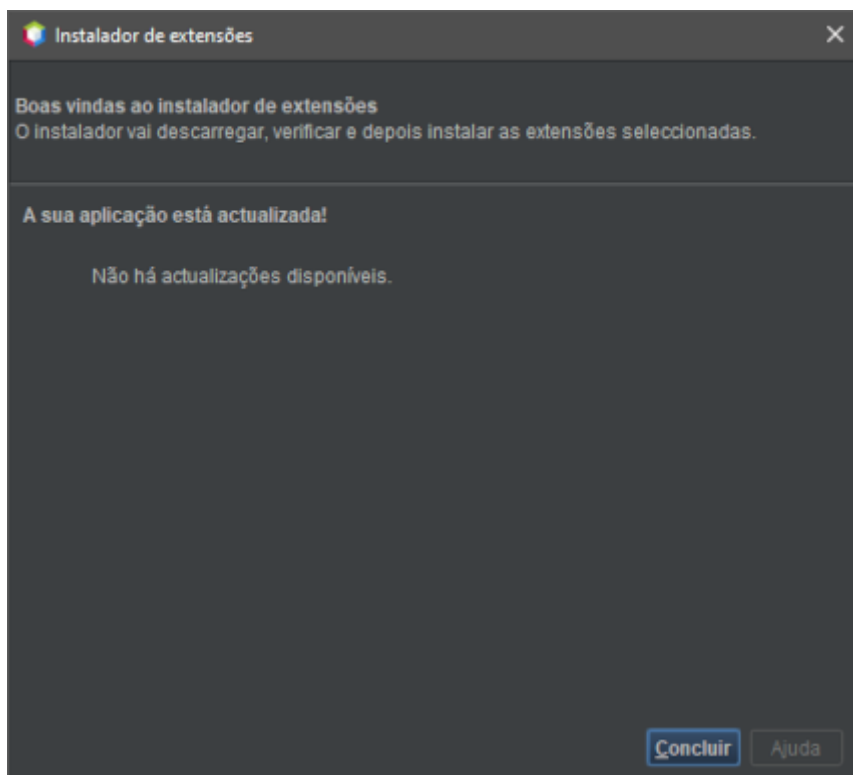 Instalador de extensões
Boas vindas ao instalador de extensões
O instalador vai descarregar, verificar e depois instalar as extensões seleccionadas.
A sua aplicação está actualizada!
Não há actualizações disponíveis.
Concluir Ajuda